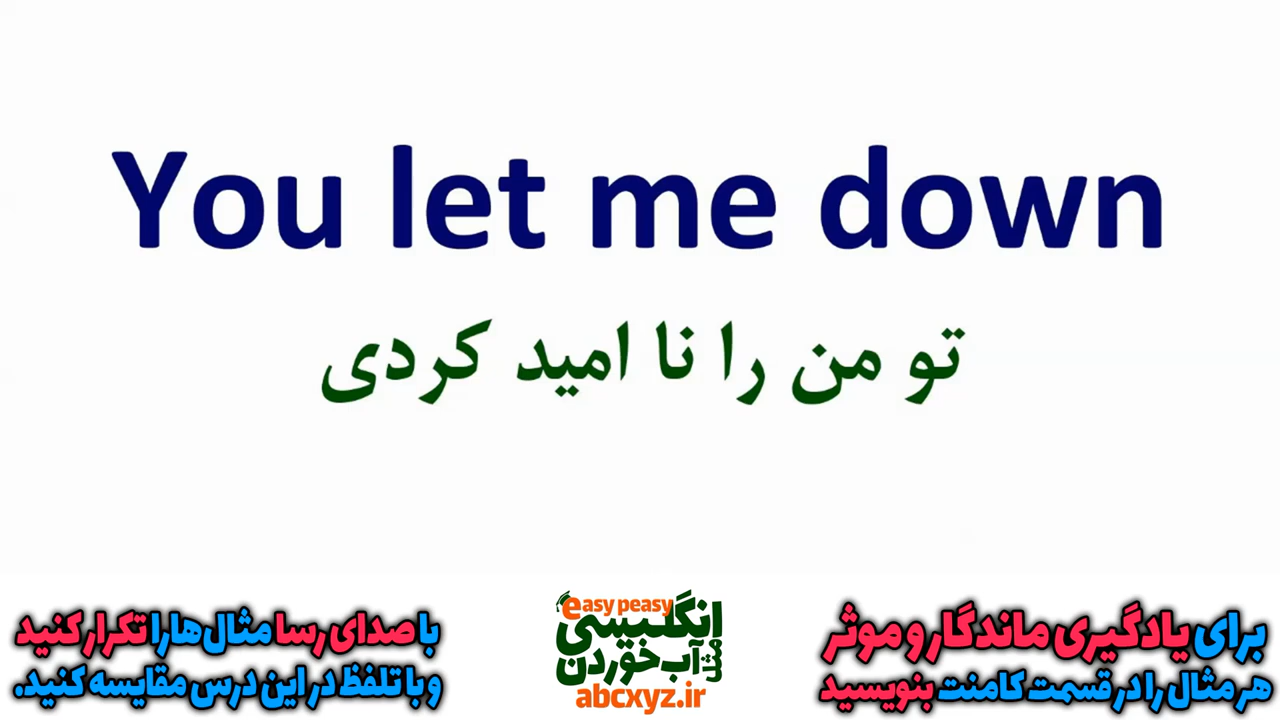 You let me down
تو من را نا امید کردی
برای یادگیری ماندگار و موثر
هر مثال را در قسمت کامنت بنویسید
easy peasy
انگلیسی
مثل آب خوردن
abcxyz.ir
با صدای رسا مثال‌ها را تکرار کنید
و با تلفظ در این درس مقایسه کنید.